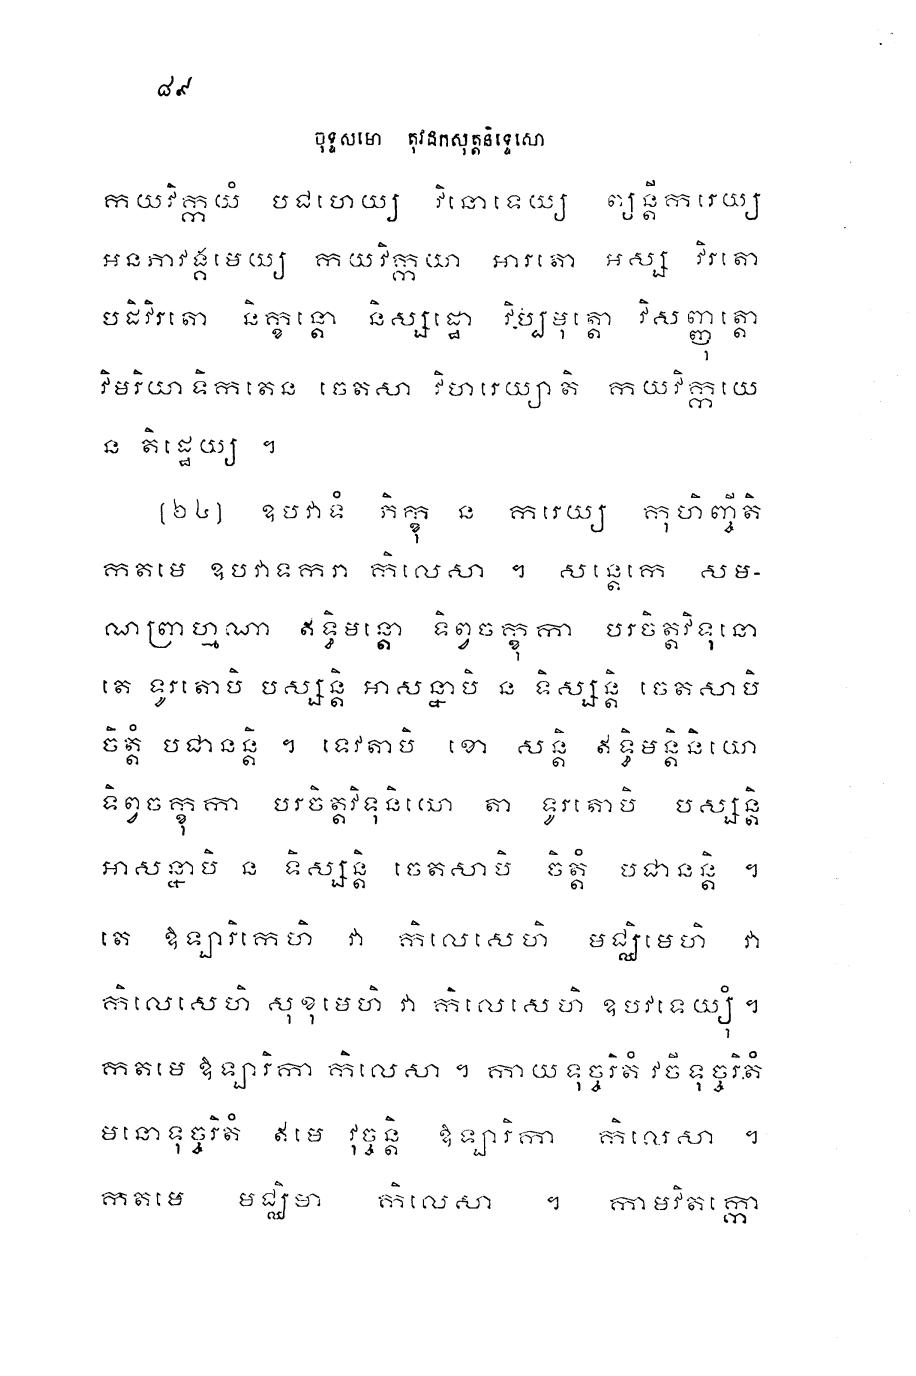 ៨៩
ចុទ្ទសមោ តុវដកសុត្តនិទ្ទេសោ
កយវិក្កយំ បជហេយ្យ វិនោទេយ្យ ព្យន្តីករេយ្យ
អនភាវង្គមេយ្យ កយវិក្កយា អារតោ អស្ស វិរតោ
បដិវិរតោ និក្ខន្តោ និស្សដ្ឋោ វិប្បមុត្តោ វិសញ្ញុត្តោ
វិមរិយាទិកតេន ចេតសា វិហរេយ្យាតិ កយវិក្កយេ
ន តិដ្ឋេយ្យ ។
(៦៤) ឧបវាទំ ភិក្ខុ ន ករេយ្យ កុហិញ្ចីតិ
កតមេ ឧបវាទករា កិលេសា ។ សន្តេកេ សម-
ណព្រាហ្មណា ឥទ្ធិមន្តោ ទិព្វចក្ខុកា បរចិត្តវិទុនោ
តេ ទូរតោបិ បស្សន្តិ អាសន្នាបិ ន ទិស្សន្តិ ចេតសាបិ
ចិត្តំ បជានន្តិ ។ ទេវតាបិ ខោ សន្តិ ឥទ្ធិមន្តិនិយោ
ទិព្វចក្ខុកា បរចិត្តវិទុនិយោ តា ទូរតោបិ បស្សន្តិ
អាសន្នាបិ ន ទិស្សន្តិ ចេតសាបិ ចិត្តំ បជានន្តិ ។
តេ ឱឡារិកេហិ វា កិលេសេហិ មជ្ឈិមេហិ វា
កិលេសេហិ សុខុមេហិ វា កិលេសេហិ ឧបវទេយ្យុំ ។
កតមេ ឱឡារិកា កិលេសា ។ កាយទុច្ចរិតំ វចីទុច្ចរិតំ
មនោទុច្ចរិតំ ឥមេ វុច្ចន្តិ ឱឡារិកា កិលេសា ។
កតមេ មជ្ឈិមា កិលេសា ។ កាមវិតក្កោ